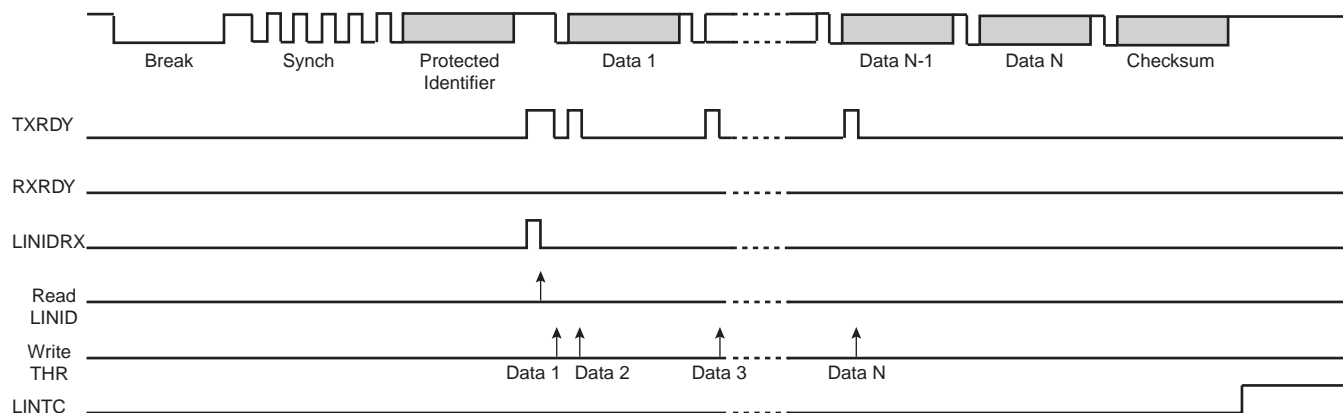 Break
Synch
Protected
Identifier
Data 1
Data N-1
Data N
Checksum
TXRDY
RXRDY
LINIDRX
Read
LINID
Write
THR
Data 1
Data 2
Data 3
Data N
LINTC